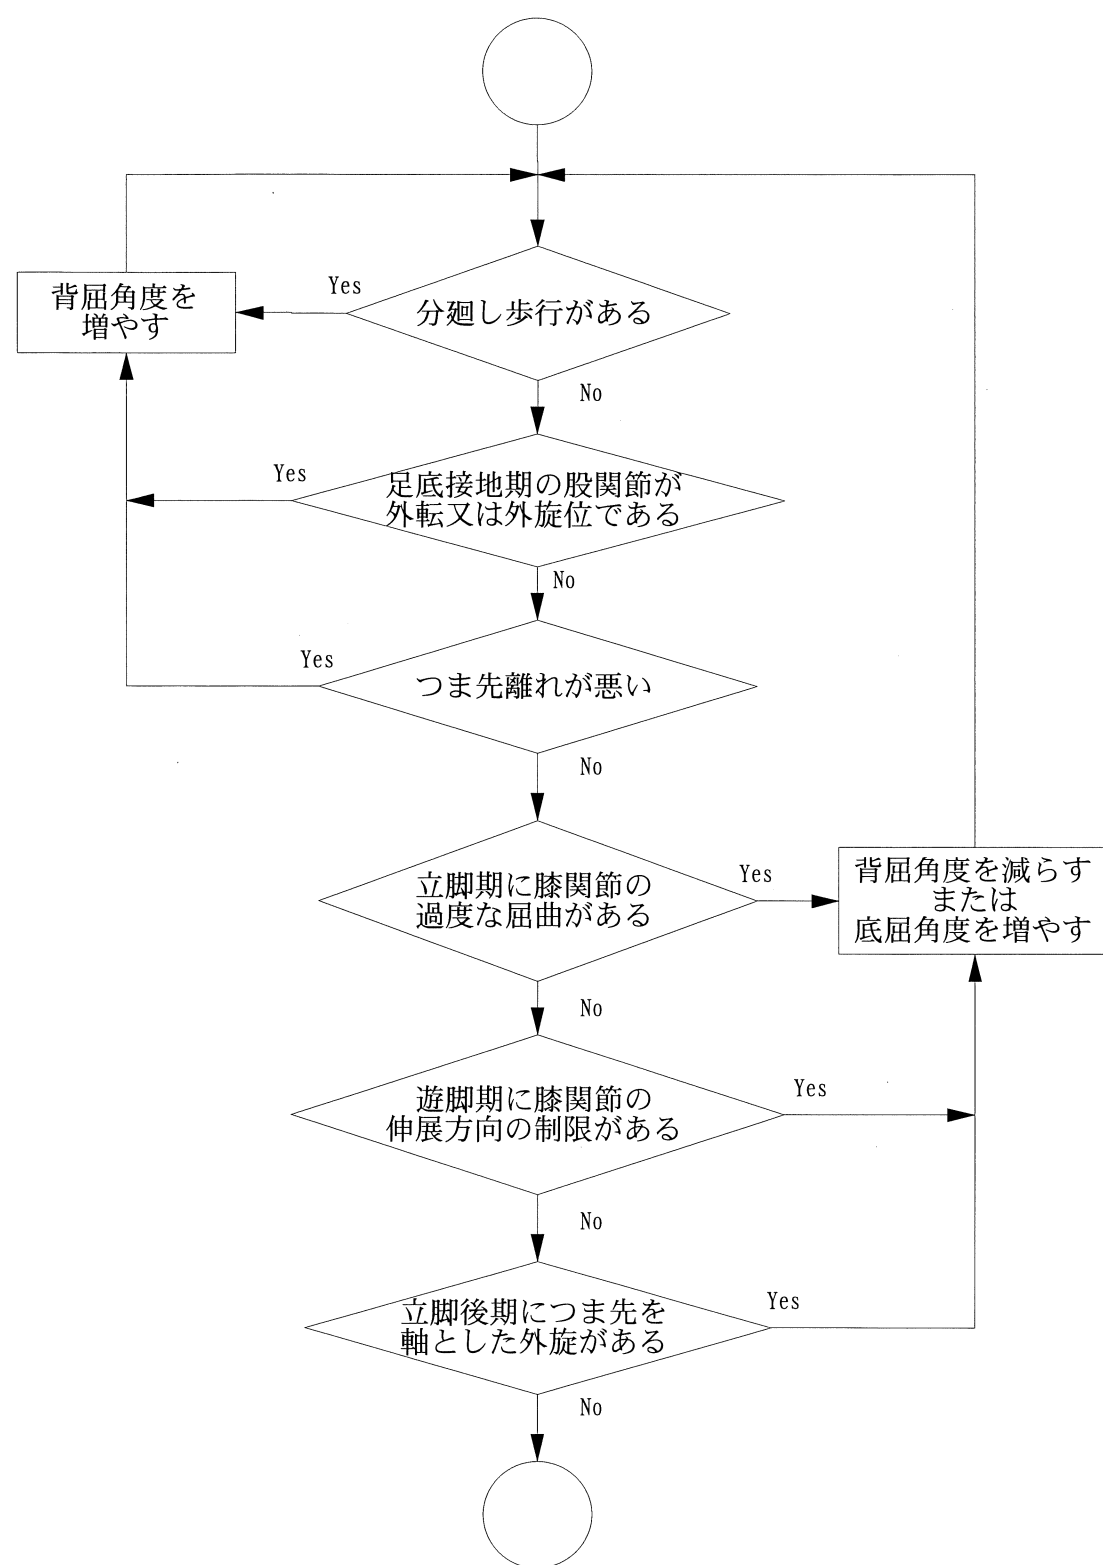 Yes
背屈角度を
増やす
分廻し歩行がある
No
Yes
足底接地期の股関節が
外転又は外旋位である
No
Yes
つま先離れが悪い
No
立脚期に膝関節の
過度な屈曲がある
Yes
背屈角度を減らす
または
底屈角度を増やす
No
遊脚期に膝関節の
伸展方向の制限がある
Yes
No
立脚後期につま先を
軸とした外旋がある
Yes
No